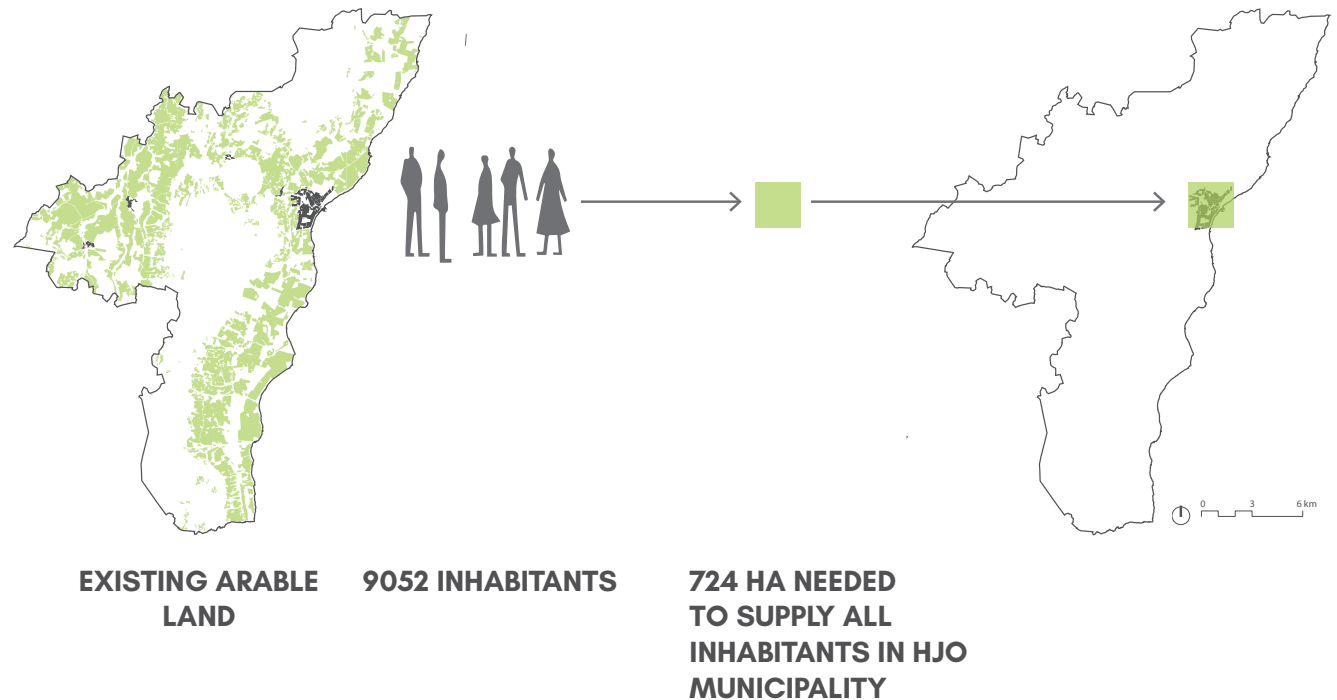 0 3 6 km
EXISTING ARABLE
LAND
9052 INHABITANTS
724 HA NEEDED
TO SUPPLY ALL
INHABITANTS IN HJO
MUNICIPALITY